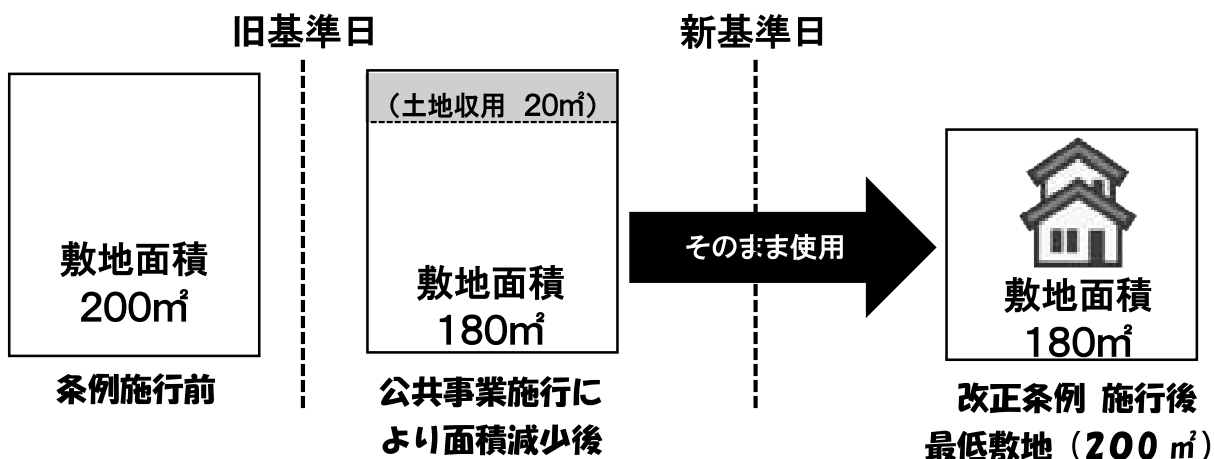 旧基準日
新基準日
敷地面積
200㎡
条例施行前
(土地収用 20㎡)
敷地面積
180㎡
公共事業施行に
より面積減少後
そのまま使用
敷地面積
180㎡
改正条例 施行後
最低敷地(200㎡)